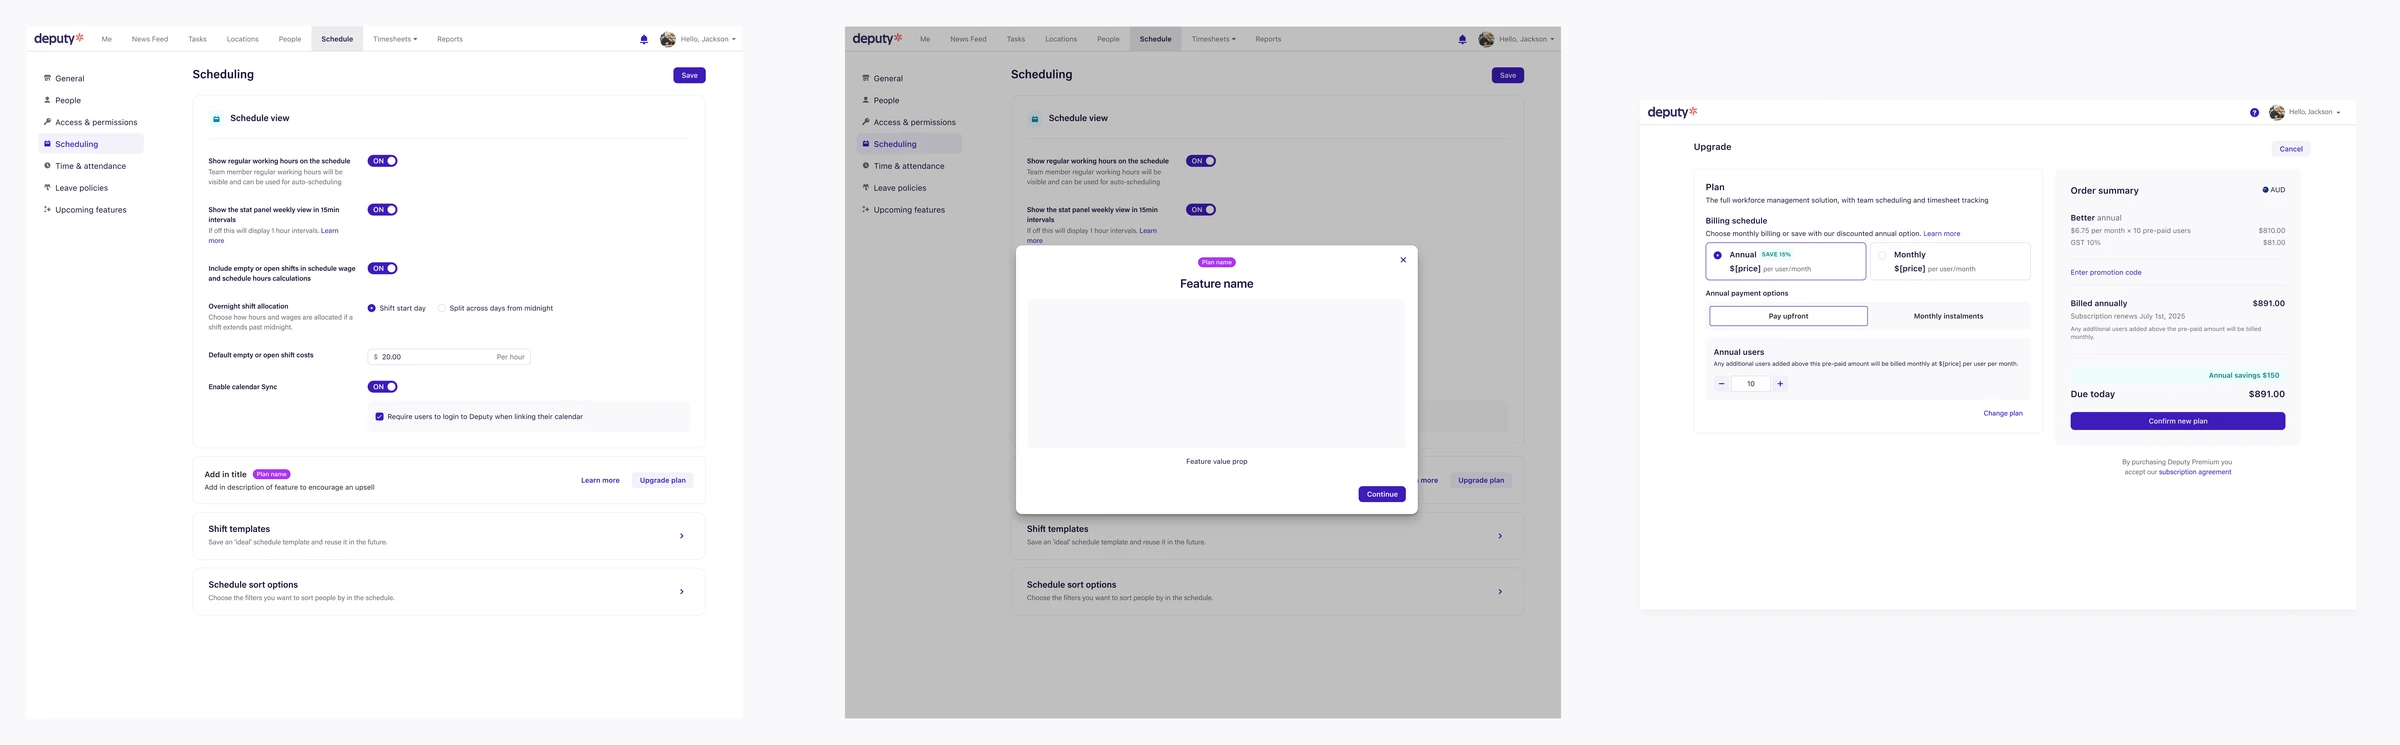 deputy
Me
News Feed
Tasks
Locations
People
Schedule
Timesheets
Reports
Hello, Jackson
General
People
Access & permissions
Scheduling
Time & attendance
Leave policies
Upcoming features
Scheduling
Save
Schedule view
Show regular working hours on the schedule
Team member regular working hours will be
visible and can be used for auto-scheduling
ON
Show the stat panel weekly view in 15min
intervals
If off this will display 1 hour intervals. Learn
more
ON
Include empty or open shifts in schedule wage
and schedule hours calculations
ON
Overnight shift allocation
Choose how hours and wages are allocated if a
shift extends past midnight.
Shift start day
Split across days from midnight
Default empty or open shift costs
$ 20.00
Per hour
Enable calendar Sync
ON
Require users to login to Deputy when linking their calendar
Add in title
Plan name
Add in description of feature to encourage an upsell
Learn more
Upgrade plan
Shift templates
Save an 'ideal' schedule template and reuse it in the future.
Schedule sort options
Choose the filters you want to sort people by in the schedule.
deputy
Me
News Feed
Tasks
Locations
People
Schedule
Timesheets
Reports
Hello, Jackson
General
People
Access & permissions
Scheduling
Time & attendance
Leave policies
Upcoming features
Scheduling
Save
Schedule view
Show regular working hours on the schedule
Team member regular working hours will be
visible and can be used for auto-scheduling
ON
Show the stat panel weekly view in 15min
intervals
If off this will display 1 hour intervals. Learn
more
ON
Plan name
Feature name
Feature value prop
Continue
more
Upgrade plan
Shift templates
Save an 'ideal' schedule template and reuse it in the future.
Schedule sort options
Choose the filters you want to sort people by in the schedule.
deputy
?
Hello, Jackson
Upgrade
Cancel
Plan
The full workforce management solution, with team scheduling and timesheet tracking
Billing schedule
Choose monthly billing or save with our discounted annual option. Learn more
Annual
SAVE 15%
$[price] per user/month
Monthly
$[price] per user/month
Annual payment options
Pay upfront
Monthly instalments
Annual users
Any additional users added above this pre-paid amount will be billed monthly at $[price] per user per month.
− 10 +
Change plan
Order summary
AUD
Better annual
$6.75 per month × 10 pre-paid users
$810.00
GST 10%
$81.00
Enter promotion code
Billed annually
$891.00
Subscription renews July 1st, 2025
Any additional users added above the pre-paid amount will be billed
monthly.
Annual savings $150
Due today
$891.00
Confirm new plan
By purchasing Deputy Premium you
accept our subscription agreement